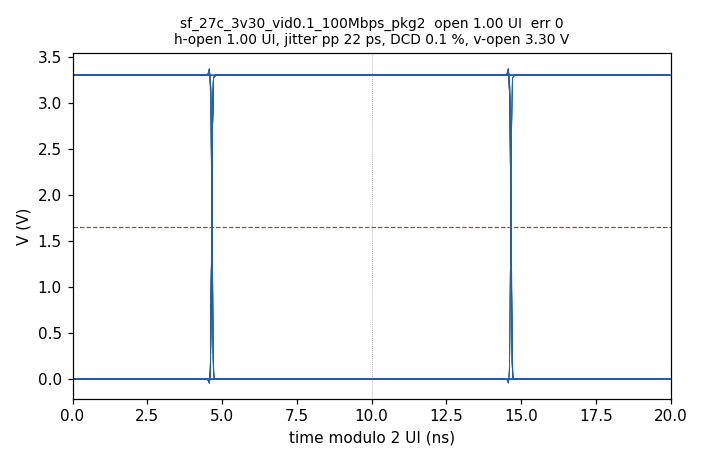 sf_27c_3v30_vid0.1_100Mbps_pkg2  open 1.00 UI  err 0
h-open 1.00 UI, jitter pp 22 ps, DCD 0.1 %, v-open 3.30 V
3.5
3.0
2.5
2.0
1.5
1.0
0.5
0.0
V (V)
0.0 2.5 5.0 7.5 10.0 12.5 15.0 17.5 20.0
time modulo 2 UI (ns)